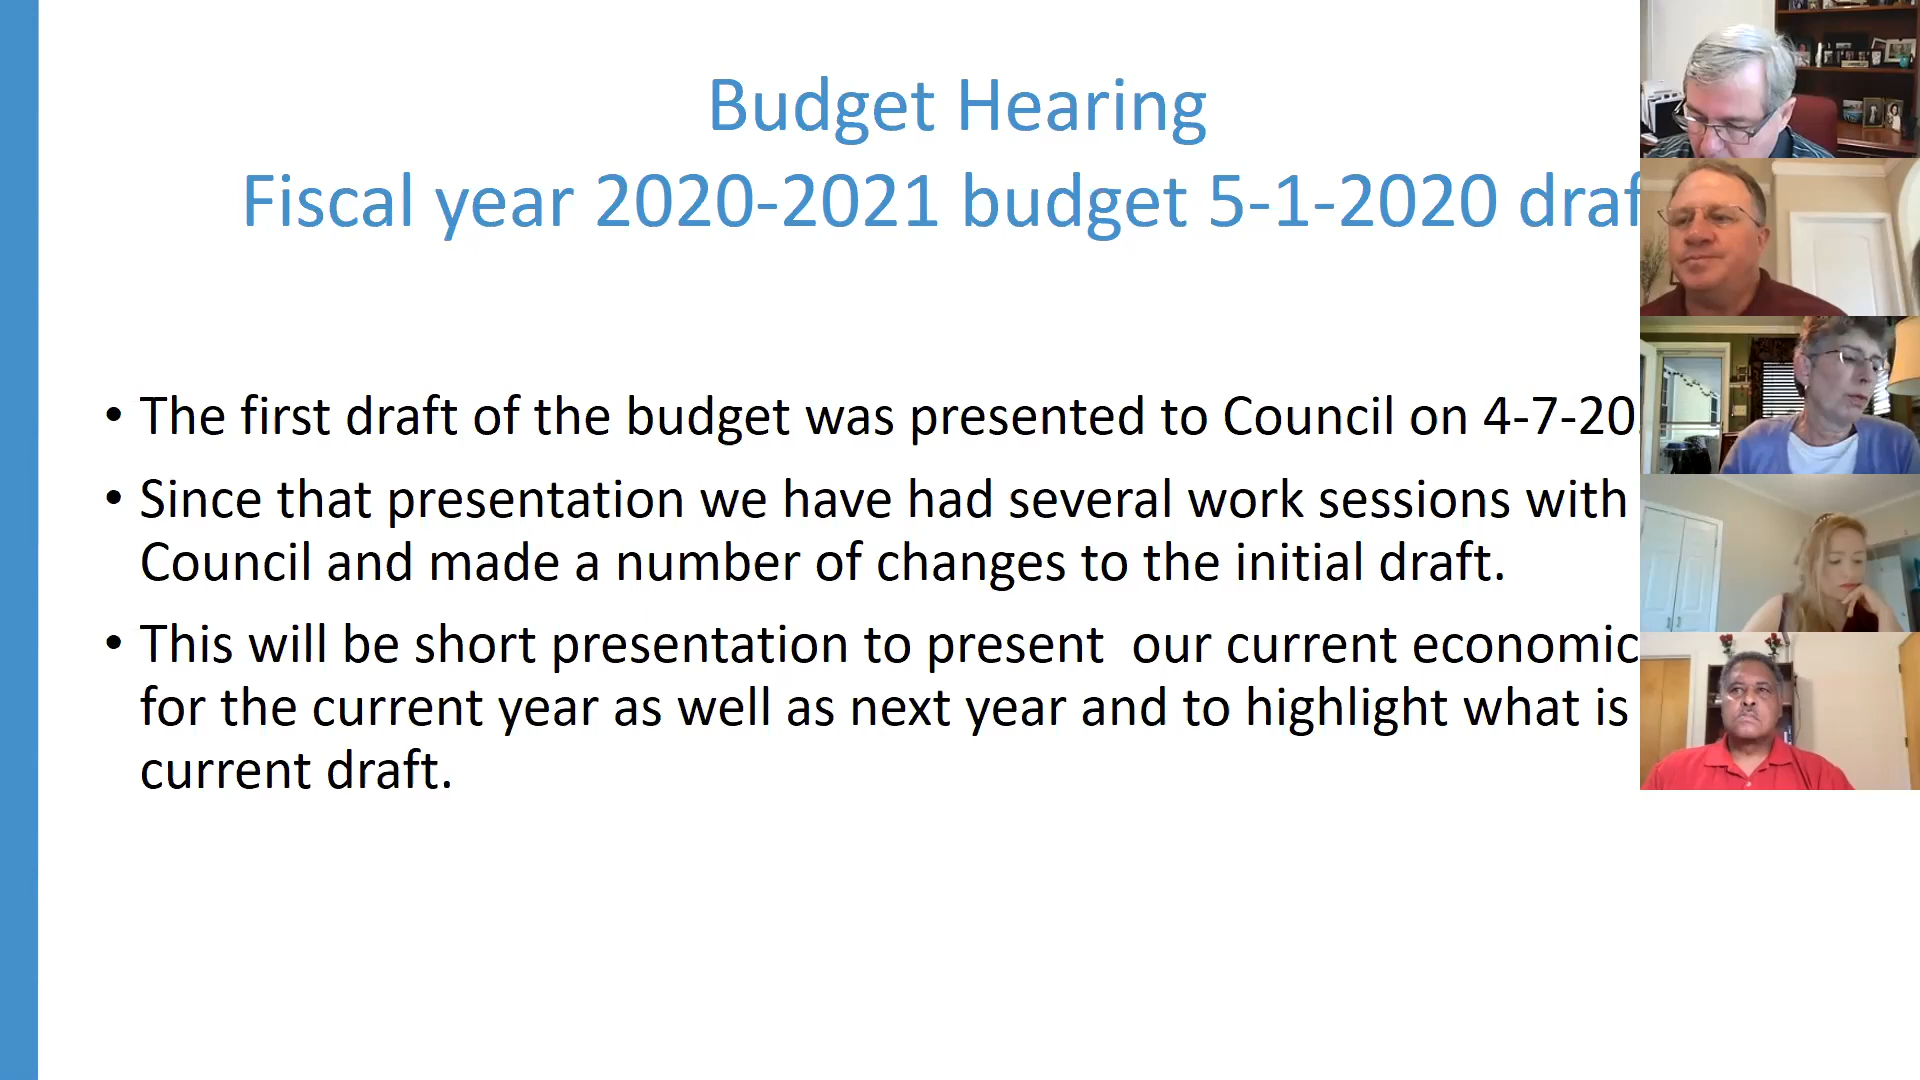 Budget Hearing
Fiscal year 2020-2021 budget 5-1-2020 draf
• The first draft of the budget was presented to Council on 4-7-20
• Since that presentation we have had several work sessions with
Council and made a number of changes to the initial draft.
• This will be short presentation to present our current economic
for the current year as well as next year and to highlight what is
current draft.